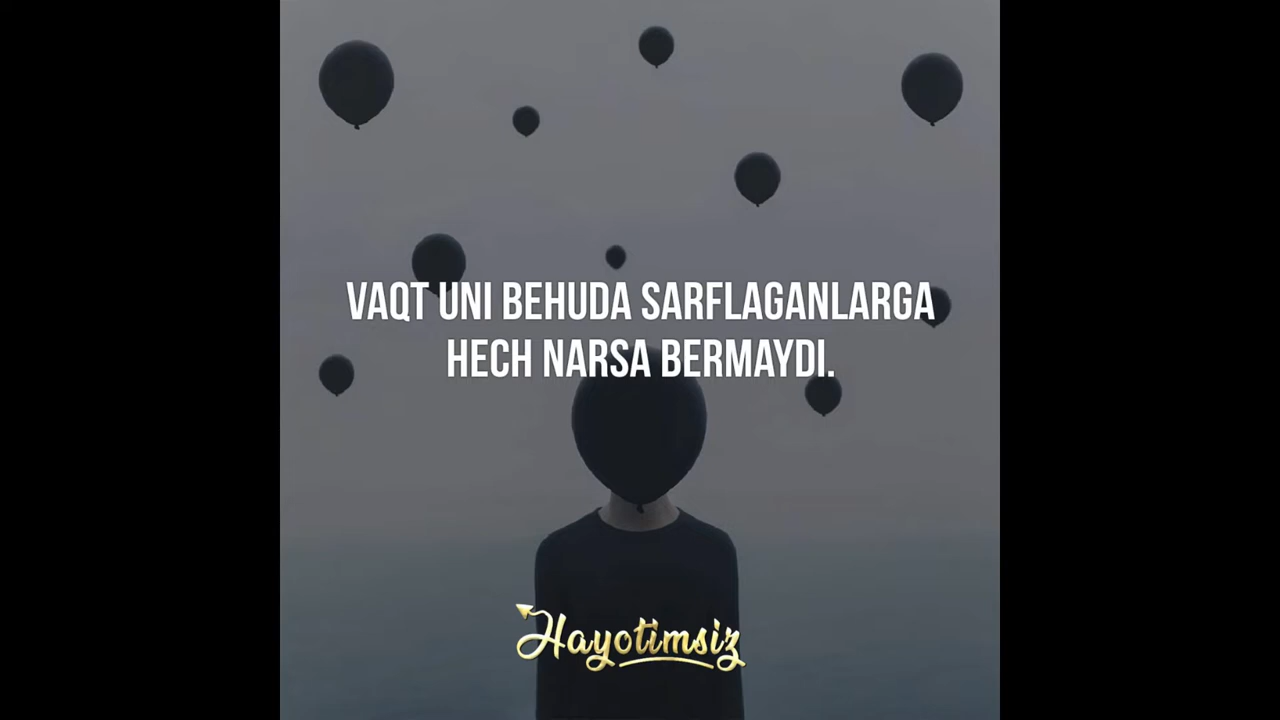 VAQT UNI BEHUDA SARFLAGANLARGA
HECH NARSA BERMAYDI.
Hayotimsiz